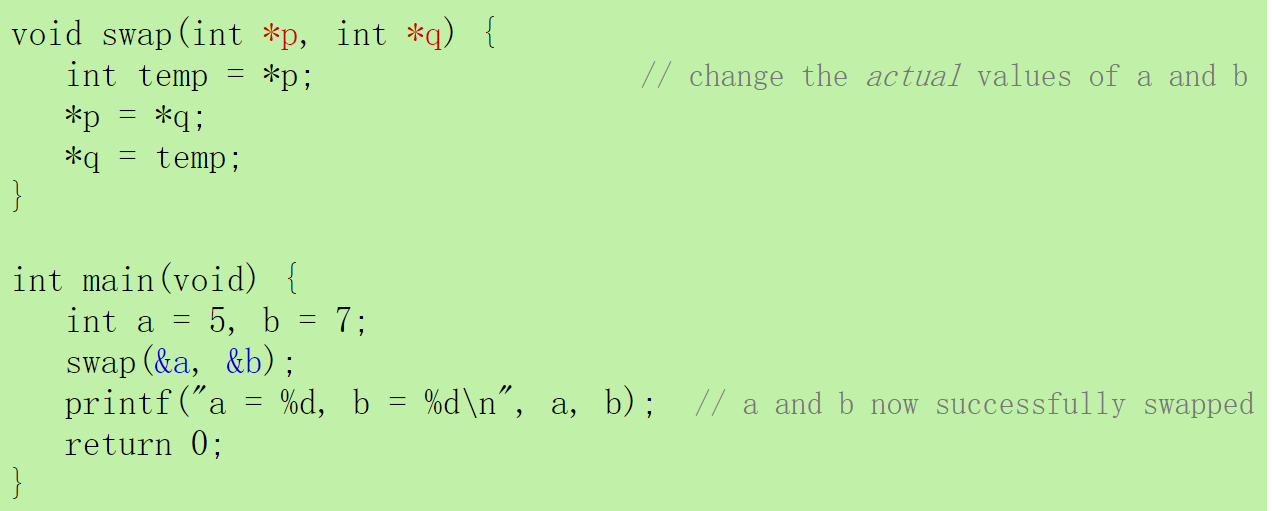 void swap(int *p, int *q) {
   int temp = *p;                  // change the actual values of a and b
   *p = *q;
   *q = temp;
}

int main(void) {
   int a = 5, b = 7;
   swap(&a, &b);
   printf("a = %d, b = %d\n", a, b);  // a and b now successfully swapped
   return 0;
}